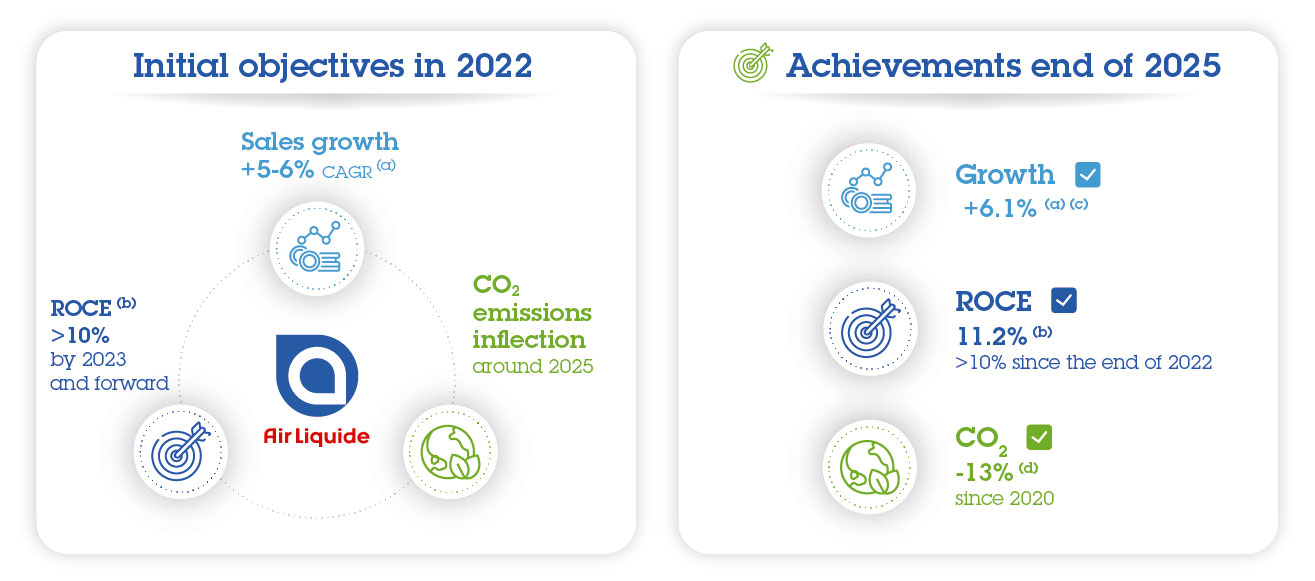 Initial objectives in 2022
Sales growth
+5-6% CAGR (a)
ROCE (b)
>10%
by 2023
and forward
CO2
emissions
inflection
around 2025
Air Liquide
Achievements end of 2025
Growth
+6.1% (a) (c)
ROCE
11.2% (b)
>10% since the end of 2022
CO2
-13% (d)
since 2020